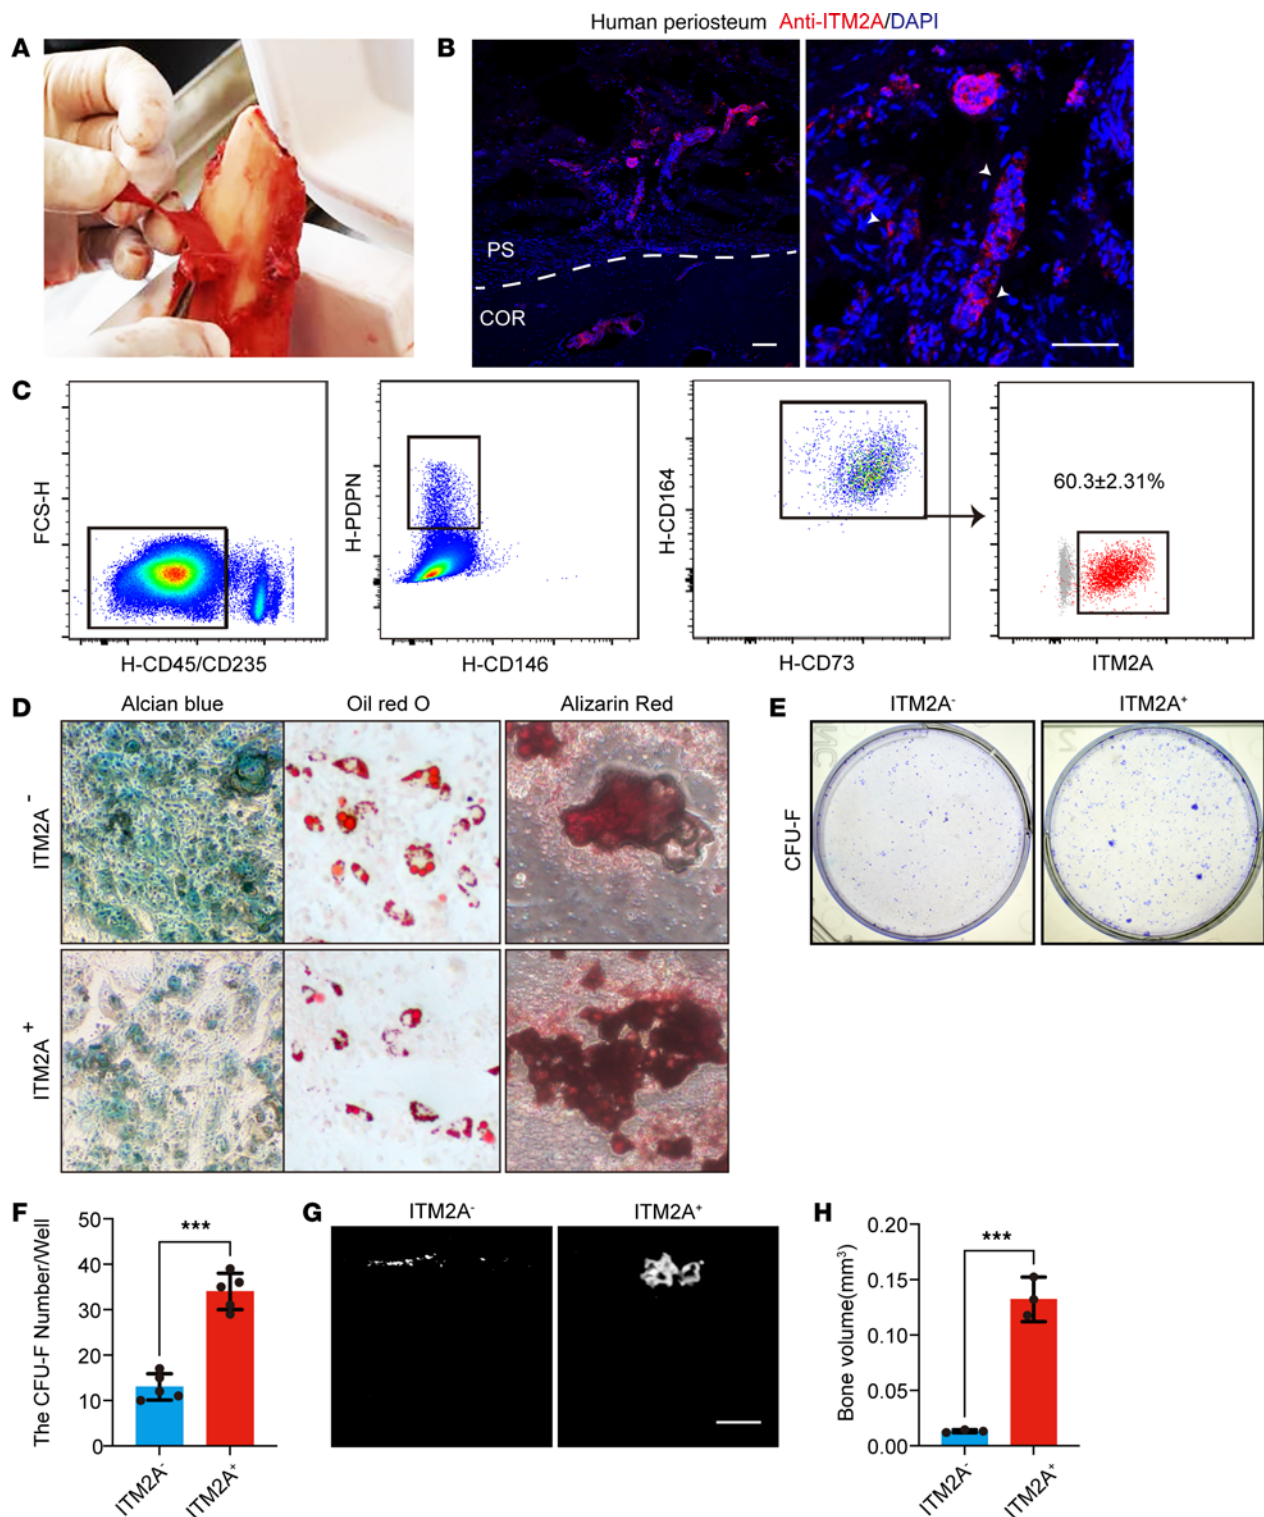 Human periosteum Anti-ITM2A/DAPI
A
B
PS
COR
C
FCS-H
H-CD45/CD235
H-PDPN
H-CD146
H-CD164
H-CD73
60.3±2.31%
ITM2A
D
Alcian blue
Oil red O
Alizarin Red
ITM2A-
ITM2A+
E
ITM2A-
ITM2A+
CFU-F
F
The CFU-F Number/Well
50
40
30
20
10
0
***
ITM2A-
ITM2A+
G
ITM2A-
ITM2A+
H
Bone volume(mm³)
0.20
0.15
0.10
0.05
0.00
***
ITM2A-
ITM2A+